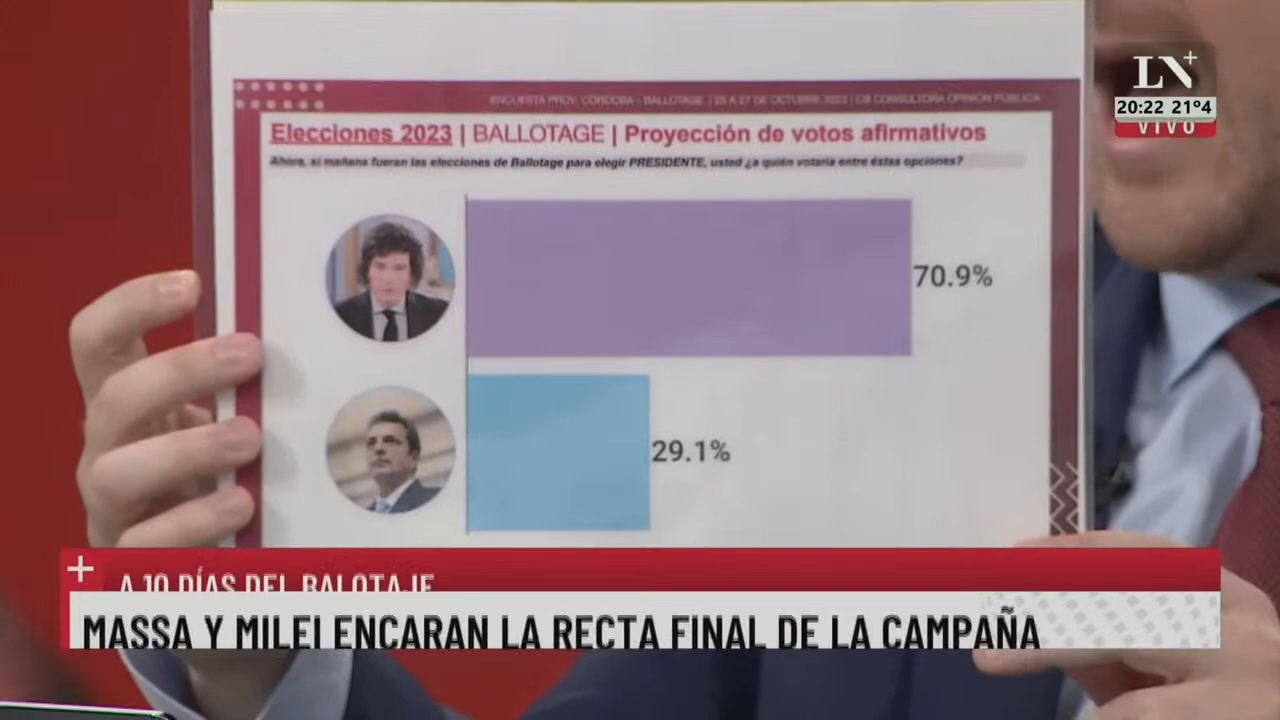 LN+
20:22 21°4
VIVO
ENCUESTA PROV. CÓRDOBA - BALLOTAGE | 25 A 27 DE OCTUBRE 2023 | CB CONSULTORA OPINIÓN PÚBLICA
Elecciones 2023 | BALLOTAGE | Proyección de votos afirmativos
Ahora, si mañana fueran las elecciones de Ballotage para elegir PRESIDENTE, usted ¿a quién votaría entre éstas opciones?
70.9%
29.1%
A 10 DÍAS DEL BALOTAJE
MASSA Y MILEI ENCARAN LA RECTA FINAL DE LA CAMPAÑA